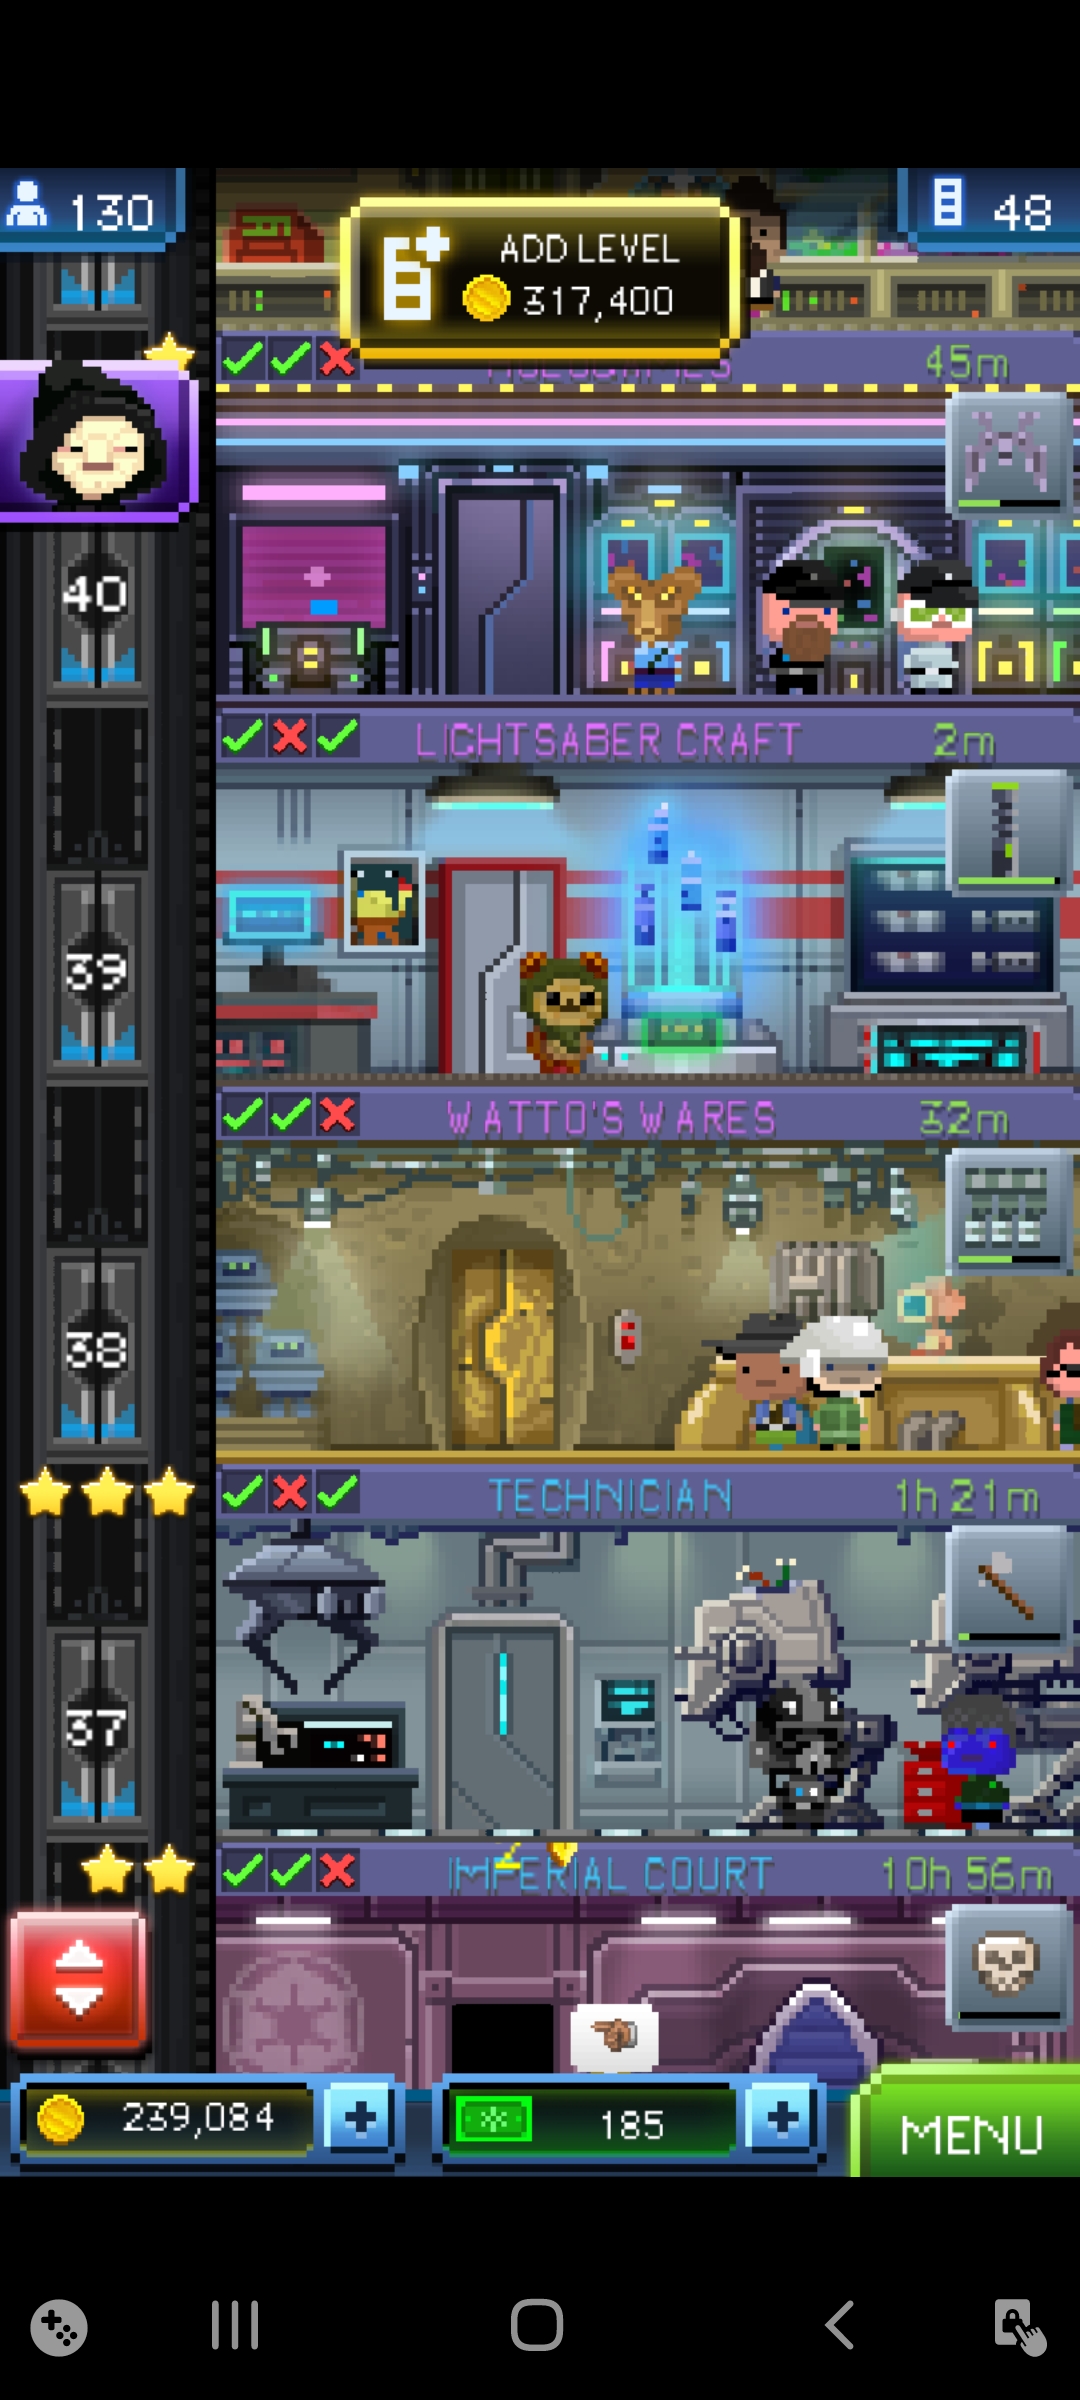 130
48
ADD LEVEL
317,400
45m
40
LIGHTSABER CRAFT
2m
39
WATTO'S WARES
32m
38
TECHNICIAN
1h 21m
37
IMPERIAL COURT
10h 56m
239,084
185
MENU